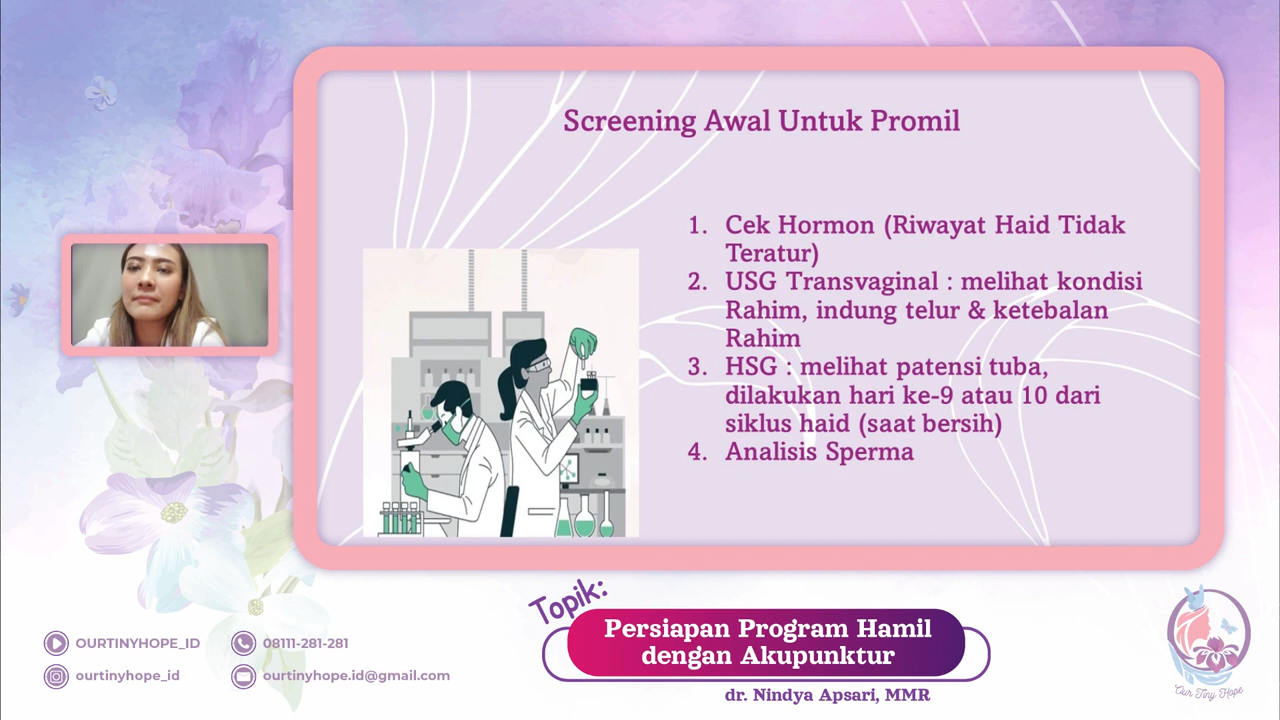 Screening Awal Untuk Promil
1. Cek Hormon (Riwayat Haid Tidak
Teratur)
2. USG Transvaginal : melihat kondisi
Rahim, indung telur & ketebalan
Rahim
3. HSG : melihat patensi tuba,
dilakukan hari ke-9 atau 10 dari
siklus haid (saat bersih)
4. Analisis Sperma
Topik:
Persiapan Program Hamil
dengan Akupunktur
dr. Nindya Apsari, MMR
OURTINYHOPE_ID
08111-281-281
ourtinyhope_id
ourtinyhope.id@gmail.com
Our Tiny Hope